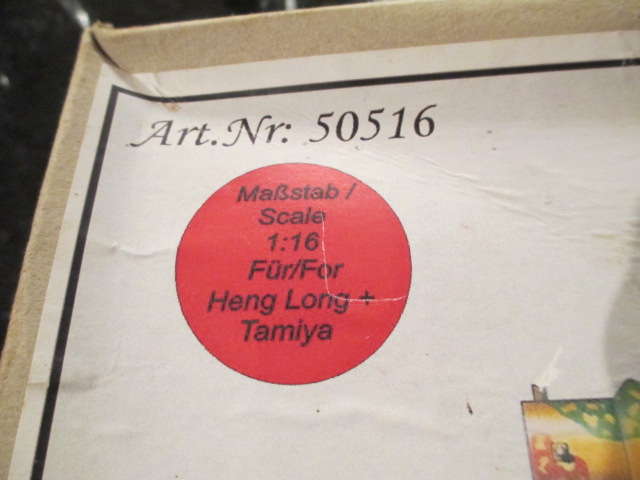 Art.Nr: 50516
Maßstab /
Scale
1:16
Für/For
Heng Long +
Tamiya